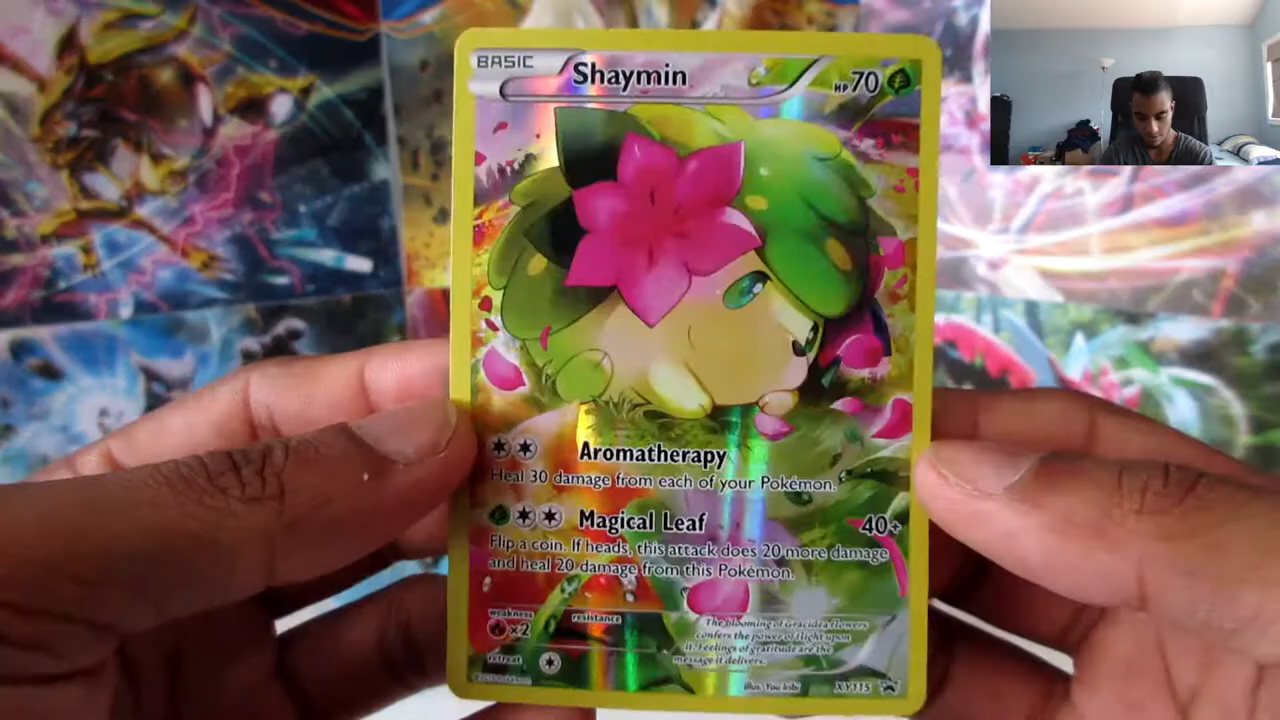 BASIC
Shaymin
HP70
Aromatherapy
Heal 30 damage from each of your Pokémon.
Magical Leaf 40+
Flip a coin. If heads, this attack does 20 more damage
and heal 20 damage from this Pokémon.
weakness
×2
resistance
The blooming of Gracidea flowers
confers the power of flight upon
it. Feelings of gratitude are the
message it delivers.
retreat
illus. You Iribi
XY115